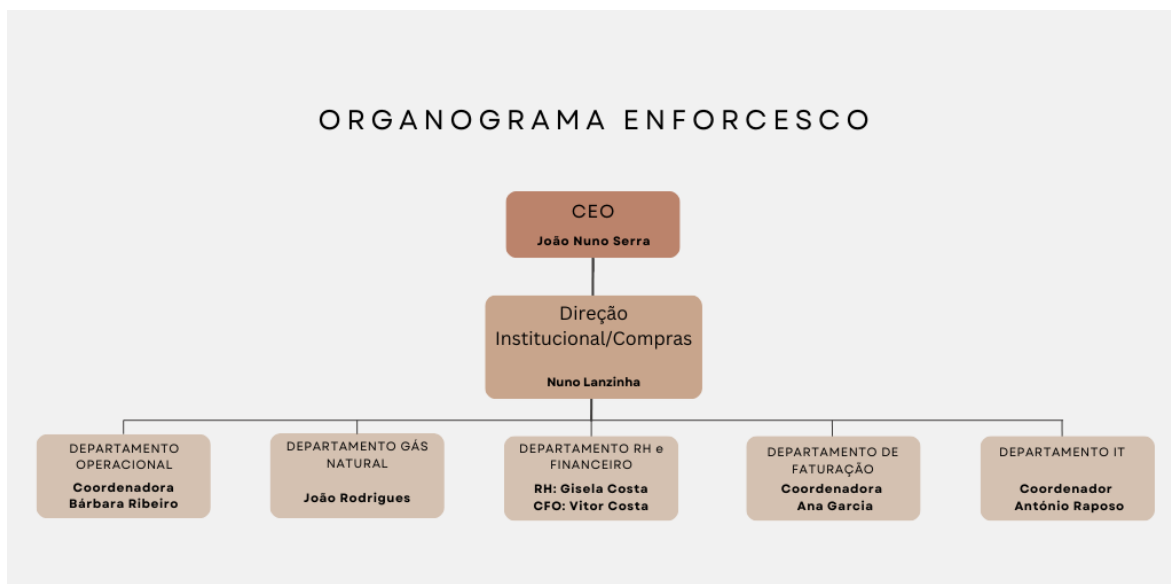 ORGANOGRAMA ENFORCESCO
CEO
João Nuno Serra
Direção
Institucional/Compras
Nuno Lanzinha
DEPARTAMENTO
OPERACIONAL
Coordenadora
Bárbara Ribeiro
DEPARTAMENTO GÁS
NATURAL
João Rodrigues
DEPARTAMENTO RH e
FINANCEIRO
RH: Gisela Costa
CFO: Vitor Costa
DEPARTAMENTO DE
FATURAÇÃO
Coordenadora
Ana Garcia
DEPARTAMENTO IT
Coordenador
António Raposo